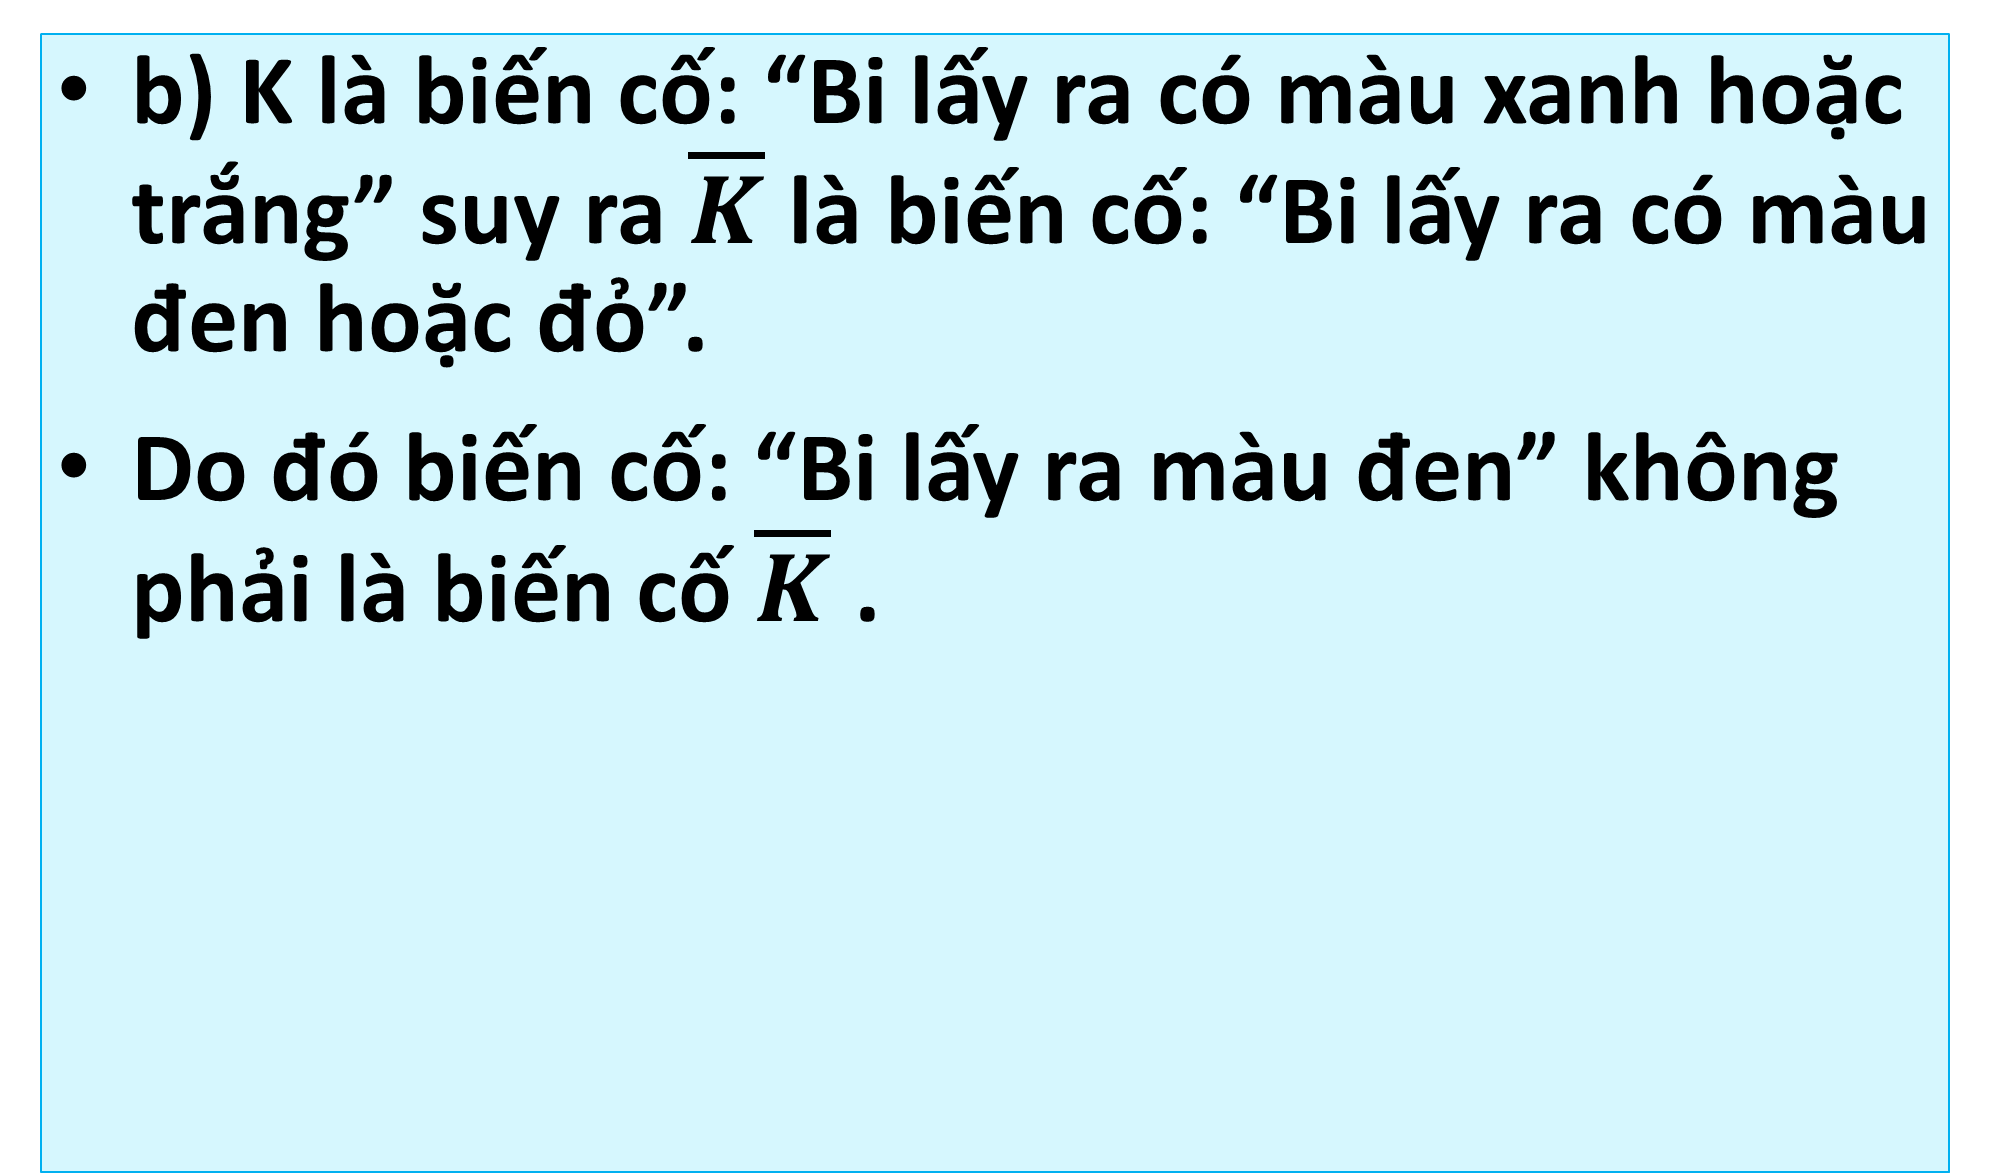 • b) K là biến cố: “Bi lấy ra có màu xanh hoặc
trắng” suy ra K̅ là biến cố: “Bi lấy ra có màu
đen hoặc đỏ”.
• Do đó biến cố: “Bi lấy ra màu đen” không
phải là biến cố K̅ .